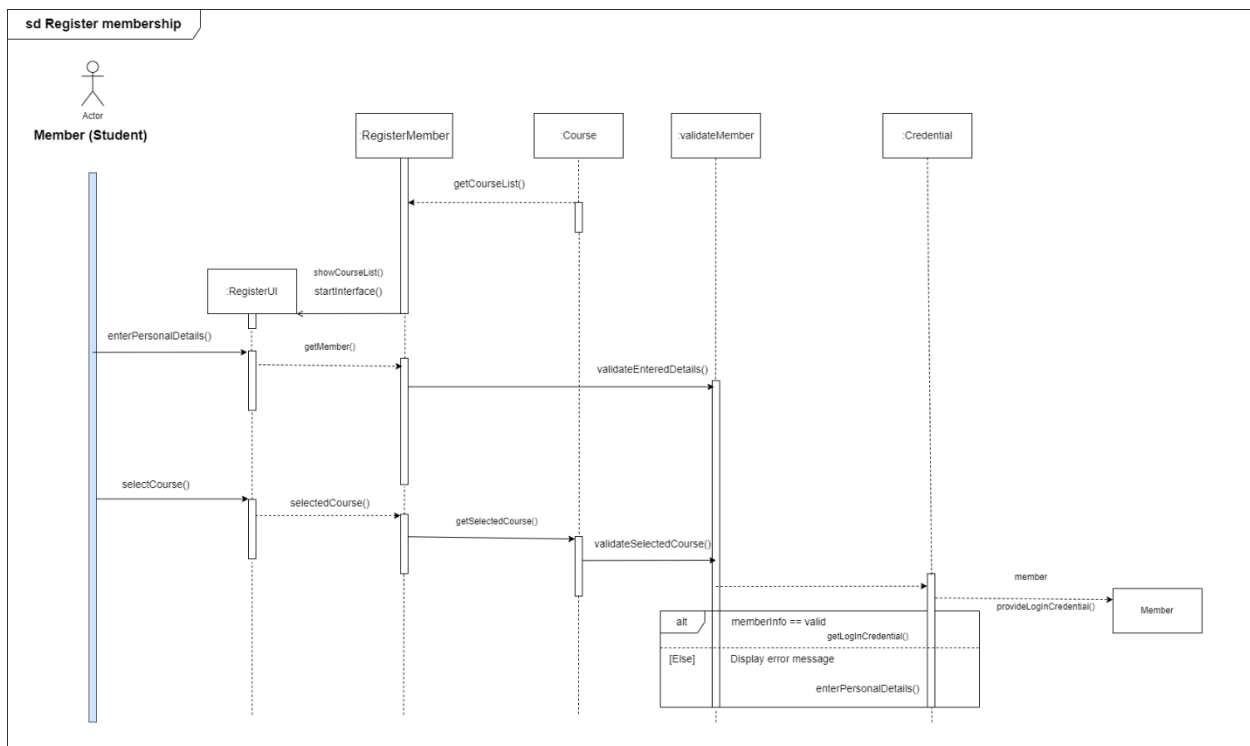 sd Register membership
Actor
Member (Student)
:RegisterMember
:Course
:validateMember
:Credential
getCourseList()
showCourseList()
startInterface()
:RegisterUI
enterPersonalDetails()
getMember()
validateEnteredDetails()
selectCourse()
selectedCourse()
getSelectedCourse()
validateSelectedCourse()
member
provideLogInCredential()
Member
alt
memberInfo == valid
getLogInCredential()
[Else]
Display error message
enterPersonalDetails()